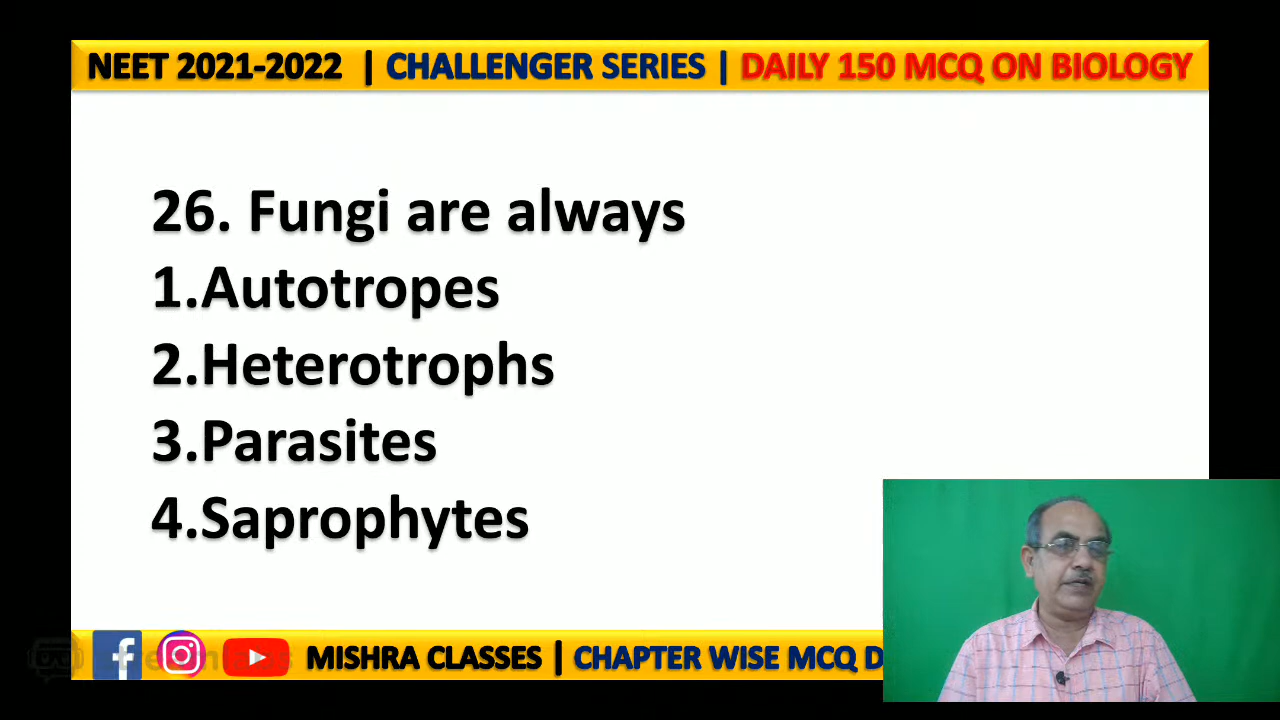 NEET 2021-2022 | CHALLENGER SERIES | DAILY 150 MCQ ON BIOLOGY
26. Fungi are always
1.Autotropes
2.Heterotrophs
3.Parasites
4.Saprophytes
MISHRA CLASSES | CHAPTER WISE MCQ D